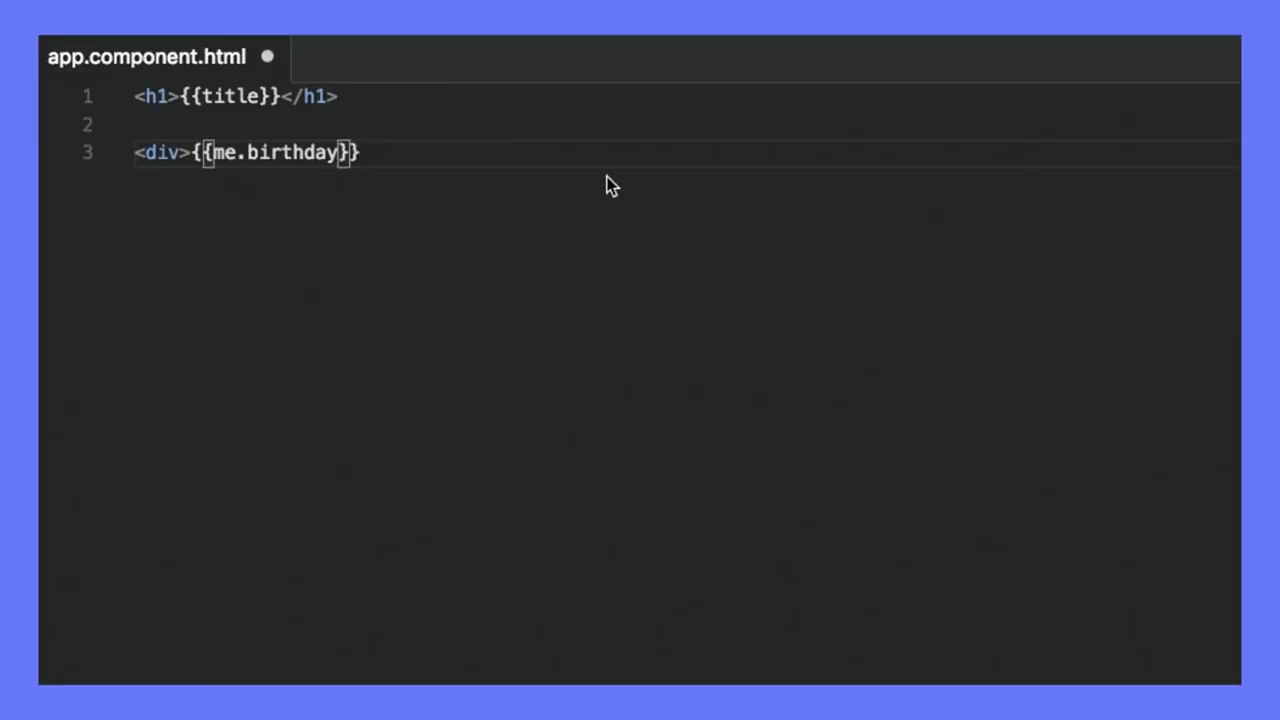 app.component.html
1 <h1>{{title}}</h1>
2
3 <div>{{me.birthday}}